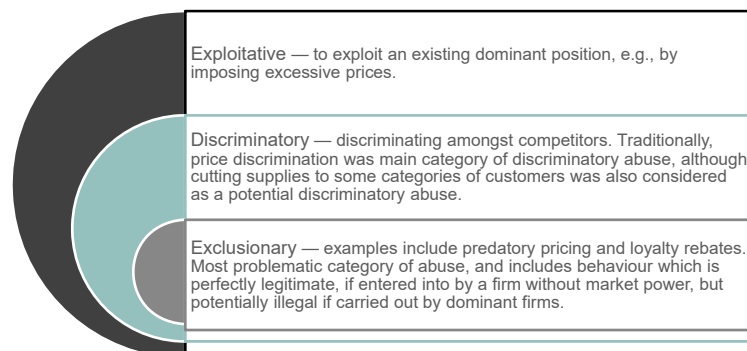 Exploitative — to exploit an existing dominant position, e.g., by
imposing excessive prices.
Discriminatory — discriminating amongst competitors. Traditionally,
price discrimination was main category of discriminatory abuse, although
cutting supplies to some categories of customers was also considered
as a potential discriminatory abuse.
Exclusionary — examples include predatory pricing and loyalty rebates.
Most problematic category of abuse, and includes behaviour which is
perfectly legitimate, if entered into by a firm without market power, but
potentially illegal if carried out by dominant firms.